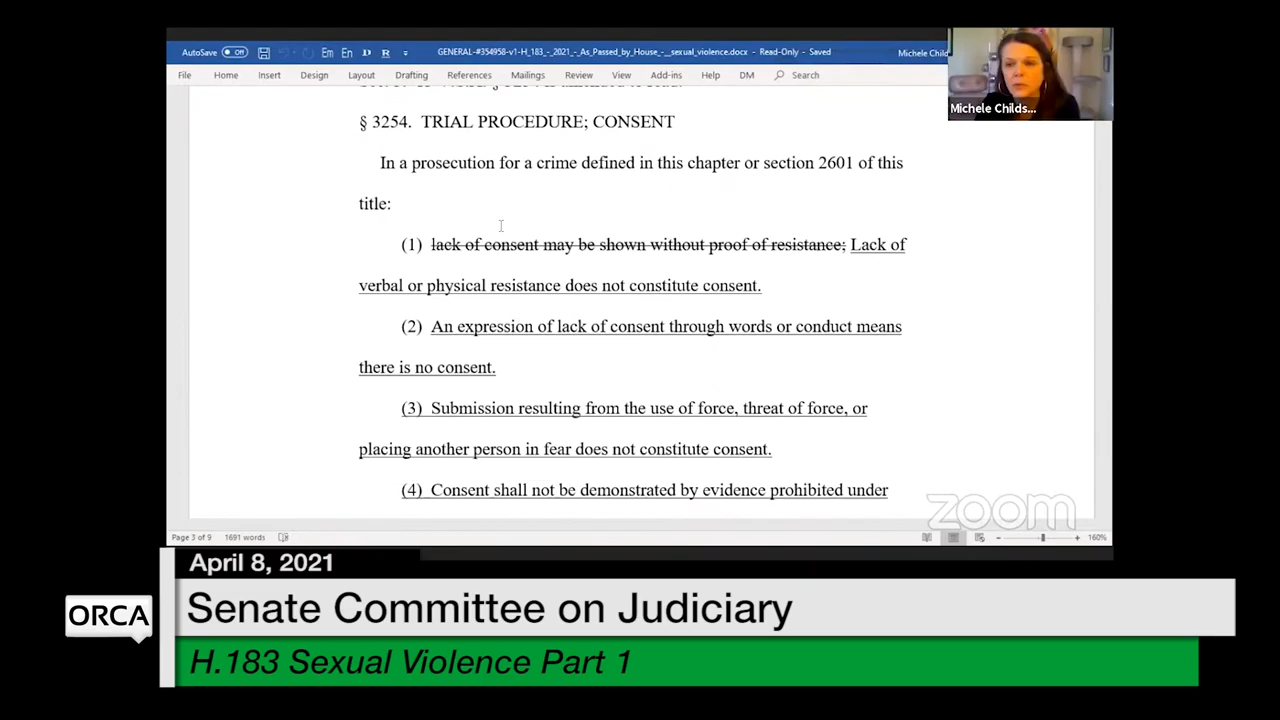 AutoSave Off Em En D R GENERAL-#354958-v1-H_183_-_2021_-_As_Passed_by_House_-__sexual_violence.docx - Read-Only - Saved Michele Child
File Home Insert Design Layout Drafting References Mailings Review View Add-ins Help DM Search
Michele Childs...
§ 3254. TRIAL PROCEDURE; CONSENT
In a prosecution for a crime defined in this chapter or section 2601 of this
title:
(1) lack of consent may be shown without proof of resistance; Lack of
verbal or physical resistance does not constitute consent.
(2) An expression of lack of consent through words or conduct means
there is no consent.
(3) Submission resulting from the use of force, threat of force, or
placing another person in fear does not constitute consent.
(4) Consent shall not be demonstrated by evidence prohibited under
zoom
Page 3 of 9 1691 words 160%
April 8, 2021
ORCA
Senate Committee on Judiciary
H.183 Sexual Violence Part 1